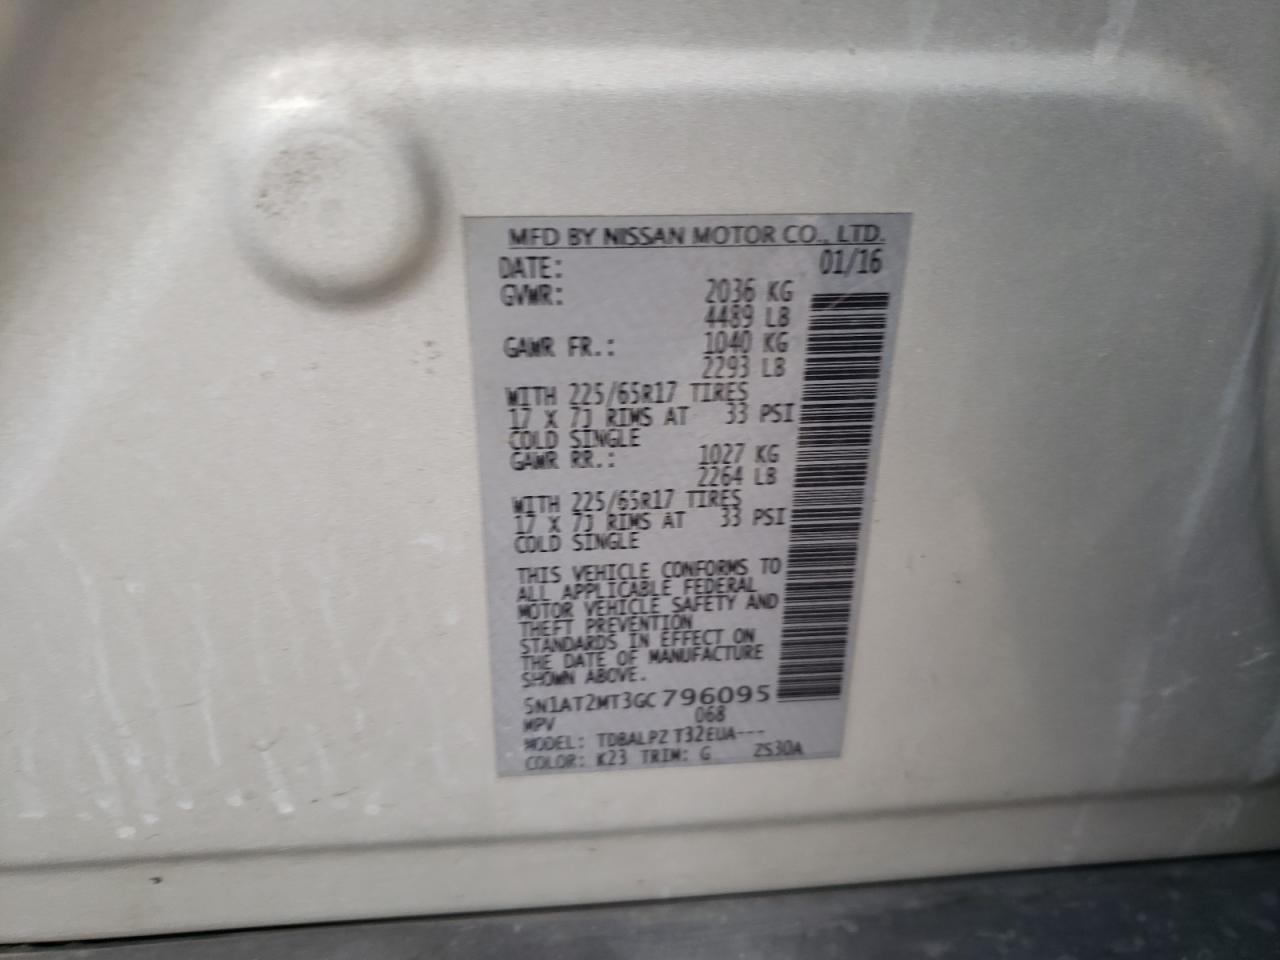 MFD BY NISSAN MOTOR CO., LTD.
DATE: 01/16
GVWR: 2036 KG
4489 LB
GAWR FR.: 1040 KG
2293 LB
WITH 225/65R17 TIRES
17 X 7J RIMS AT 33 PSI
COLD SINGLE
GAWR RR.: 1027 KG
2264 LB
WITH 225/65R17 TIRES
17 X 7J RIMS AT 33 PSI
COLD SINGLE
THIS VEHICLE CONFORMS TO
ALL APPLICABLE FEDERAL
MOTOR VEHICLE SAFETY AND
THEFT PREVENTION
STANDARDS IN EFFECT ON
THE DATE OF MANUFACTURE
SHOWN ABOVE.
5N1AT2MT3GC796095
MPV 068
MODEL: TDBALPZ T32EUA---
COLOR: K23 TRIM: G ZS30A